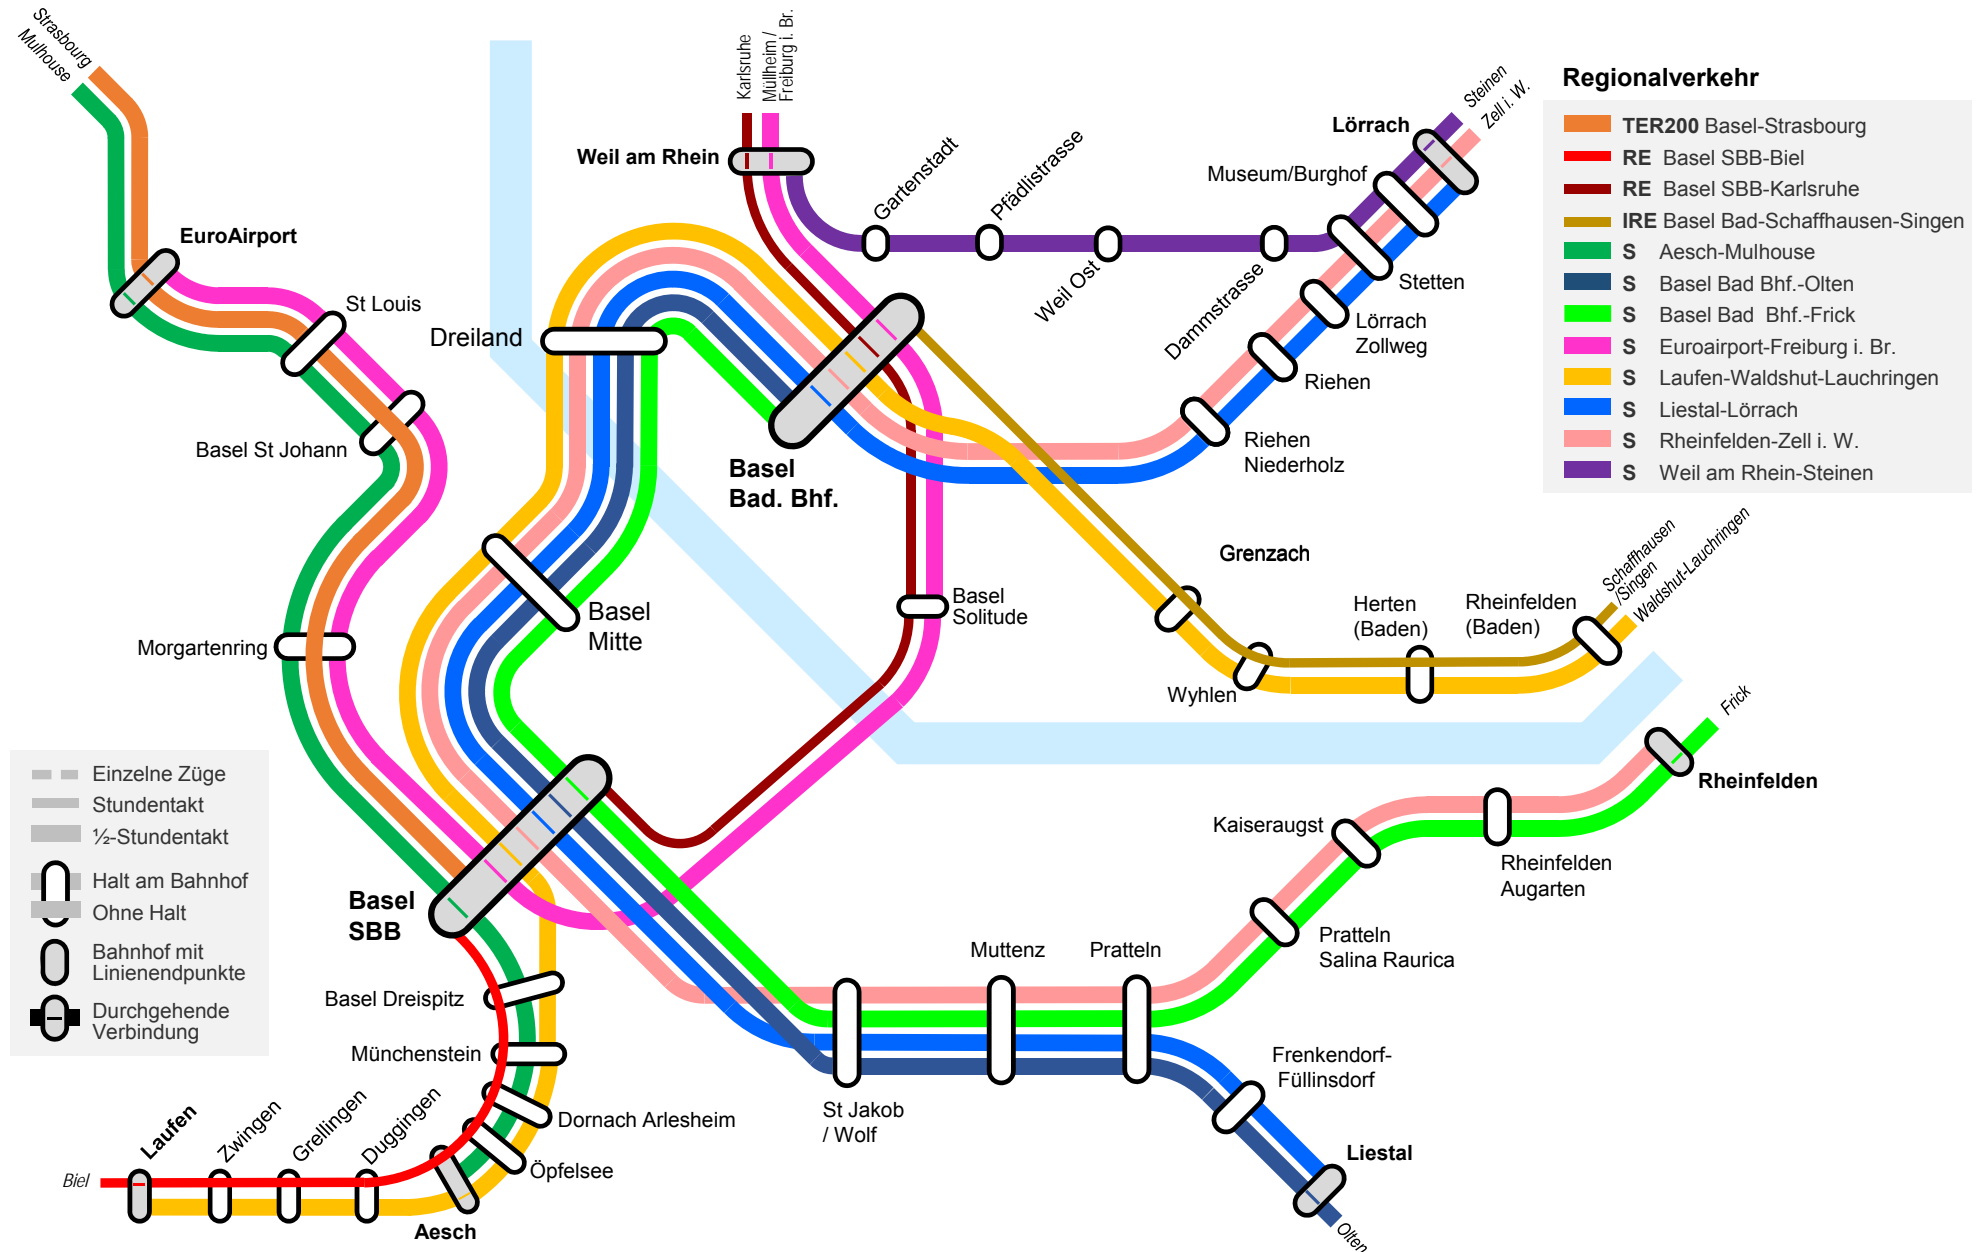 Strasbourg
Mulhouse
EuroAirport
St Louis
Basel St Johann
Morgartenring
Karlsruhe
Müllheim /
Freiburg i. Br.
Weil am Rhein
Gartenstadt
Pfädlistrasse
Weil Ost
Dammstrasse
Museum/Burghof
Lörrach
Steinen
Zell i. W.
Stetten
Lörrach
Zollweg
Riehen
Riehen
Niederholz
Dreiland
Basel
Bad. Bhf.
Basel
Mitte
Basel
Solitude
Grenzach
Wyhlen
Herten
(Baden)
Rheinfelden
(Baden)
Schaffhausen
/Singen
Waldshut-Lauchringen
Frick
Rheinfelden
Rheinfelden
Augarten
Kaiseraugst
Pratteln
Salina Raurica
Pratteln
Muttenz
St Jakob
/ Wolf
Frenkendorf-
Füllinsdorf
Liestal
Olten
Basel
SBB
Basel Dreispitz
Münchenstein
Dornach Arlesheim
Öpfelsee
Aesch
Duggingen
Grellingen
Zwingen
Laufen
Biel
Regionalverkehr
TER200 Basel-Strasbourg
RE Basel SBB-Biel
RE Basel SBB-Karlsruhe
IRE Basel Bad-Schaffhausen-Singen
S Aesch-Mulhouse
S Basel Bad Bhf.-Olten
S Basel Bad Bhf.-Frick
S Euroairport-Freiburg i. Br.
S Laufen-Waldshut-Lauchringen
S Liestal-Lörrach
S Rheinfelden-Zell i. W.
S Weil am Rhein-Steinen
Einzelne Züge
Stundentakt
½-Stundentakt
Halt am Bahnhof
Ohne Halt
Bahnhof mit
Linienendpunkte
Durchgehende
Verbindung